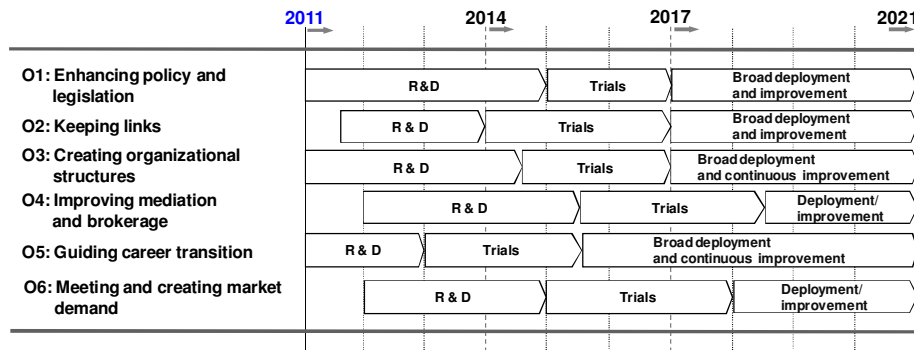 2011 2014 2017 2021
O1: Enhancing policy and
legislation
R&D
Trials
Broad deployment
and improvement
O2: Keeping links
R & D
Trials
Broad deployment
and improvement
O3: Creating organizational
structures
R & D
Trials
Broad deployment
and continuous improvement
O4: Improving mediation
and brokerage
R & D
Trials
Deployment/
improvement
O5: Guiding career transition
R & D
Trials
Broad deployment
and continuous improvement
O6: Meeting and creating market
demand
R & D
Trials
Deployment/
improvement